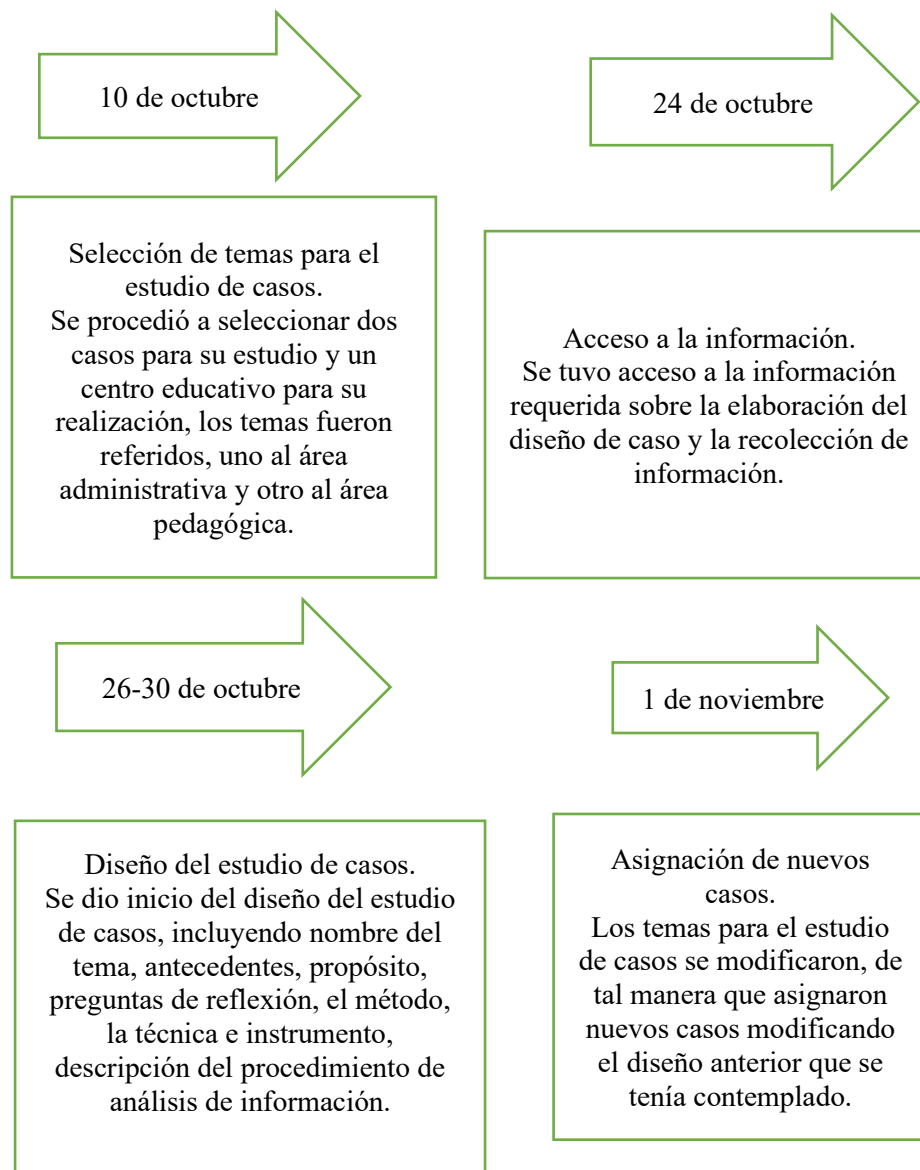 10 de octubre
24 de octubre
Selección de temas para el
estudio de casos.
Se procedió a seleccionar dos
casos para su estudio y un
centro educativo para su
realización, los temas fueron
referidos, uno al área
administrativa y otro al área
pedagógica.
Acceso a la información.
Se tuvo acceso a la información
requerida sobre la elaboración del
diseño de caso y la recolección de
información.
26-30 de octubre
1 de noviembre
Diseño del estudio de casos.
Se dio inicio del diseño del estudio
de casos, incluyendo nombre del
tema, antecedentes, propósito,
preguntas de reflexión, el método,
la técnica e instrumento,
descripción del procedimiento de
análisis de información.
Asignación de nuevos
casos.
Los temas para el estudio
de casos se modificaron, de
tal manera que asignaron
nuevos casos modificando
el diseño anterior que se
tenía contemplado.